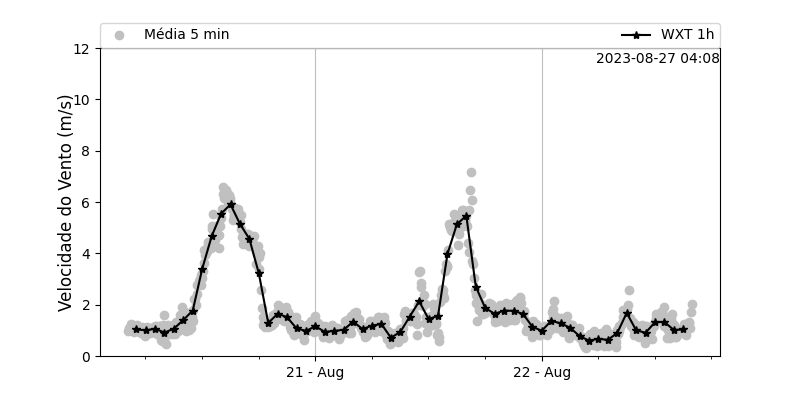 Média 5 min
WXT 1h
2023-08-27 04:08
Velocidade do Vento (m/s)
12
10
8
6
4
2
0
21 - Aug
22 - Aug